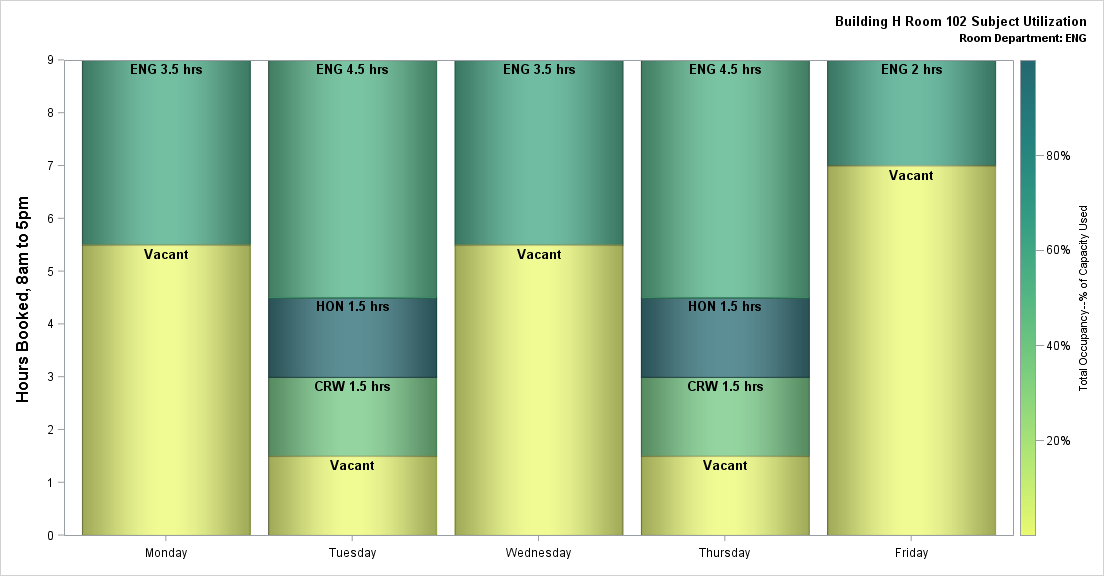 Building H Room 102 Subject Utilization
Room Department: ENG
Hours Booked, 8am to 5pm
9
8
7
6
5
4
3
2
1
0
ENG 3.5 hrs
Vacant
ENG 4.5 hrs
HON 1.5 hrs
CRW 1.5 hrs
Vacant
ENG 3.5 hrs
Vacant
ENG 4.5 hrs
HON 1.5 hrs
CRW 1.5 hrs
Vacant
ENG 2 hrs
Vacant
Monday
Tuesday
Wednesday
Thursday
Friday
80%
60%
40%
20%
Total Occupancy--% of Capacity Used